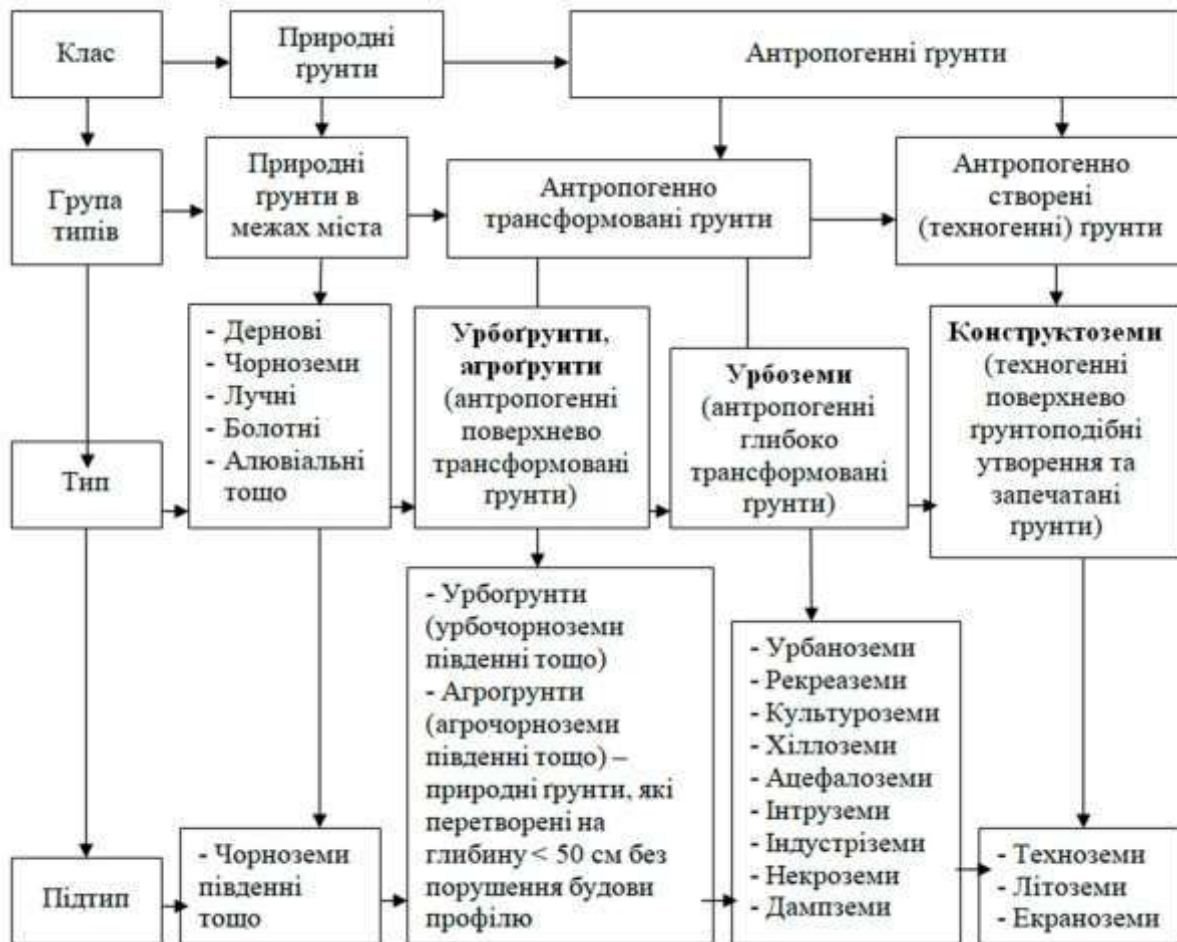 Клас
Природні
ґрунти
Антропогенні ґрунти
Група
типів
Природні
ґрунти в
межах міста
Антропогенно
трансформовані ґрунти
Антропогенно
створені
(техногенні) ґрунти
Тип
- Дернові
- Чорноземи
- Лучні
- Болотні
- Алювіальні
тощо
Урбоґрунти,
агроґрунти
(антропогенні
поверхнево
трансформовані
ґрунти)
Урбоземи
(антропогенні
глибоко
трансформовані
ґрунти)
Конструктоземи
(техногенні
поверхнево
ґрунтоподібні
утворення та
запечатані
ґрунти)
Підтип
- Чорноземи
південні
тощо
- Урбоґрунти
(урбочорноземи
південні тощо)
- Агроґрунти
(агрочорноземи
південні тощо) –
природні ґрунти, які
перетворені на
глибину < 50 см без
порушення будови
профілю
- Урбаноземи
- Рекреаземи
- Культуроземи
- Хіллоземи
- Ацефалоземи
- Інтруземи
- Індустріземи
- Некроземи
- Дампземи
- Техноземи
- Літоземи
- Екраноземи